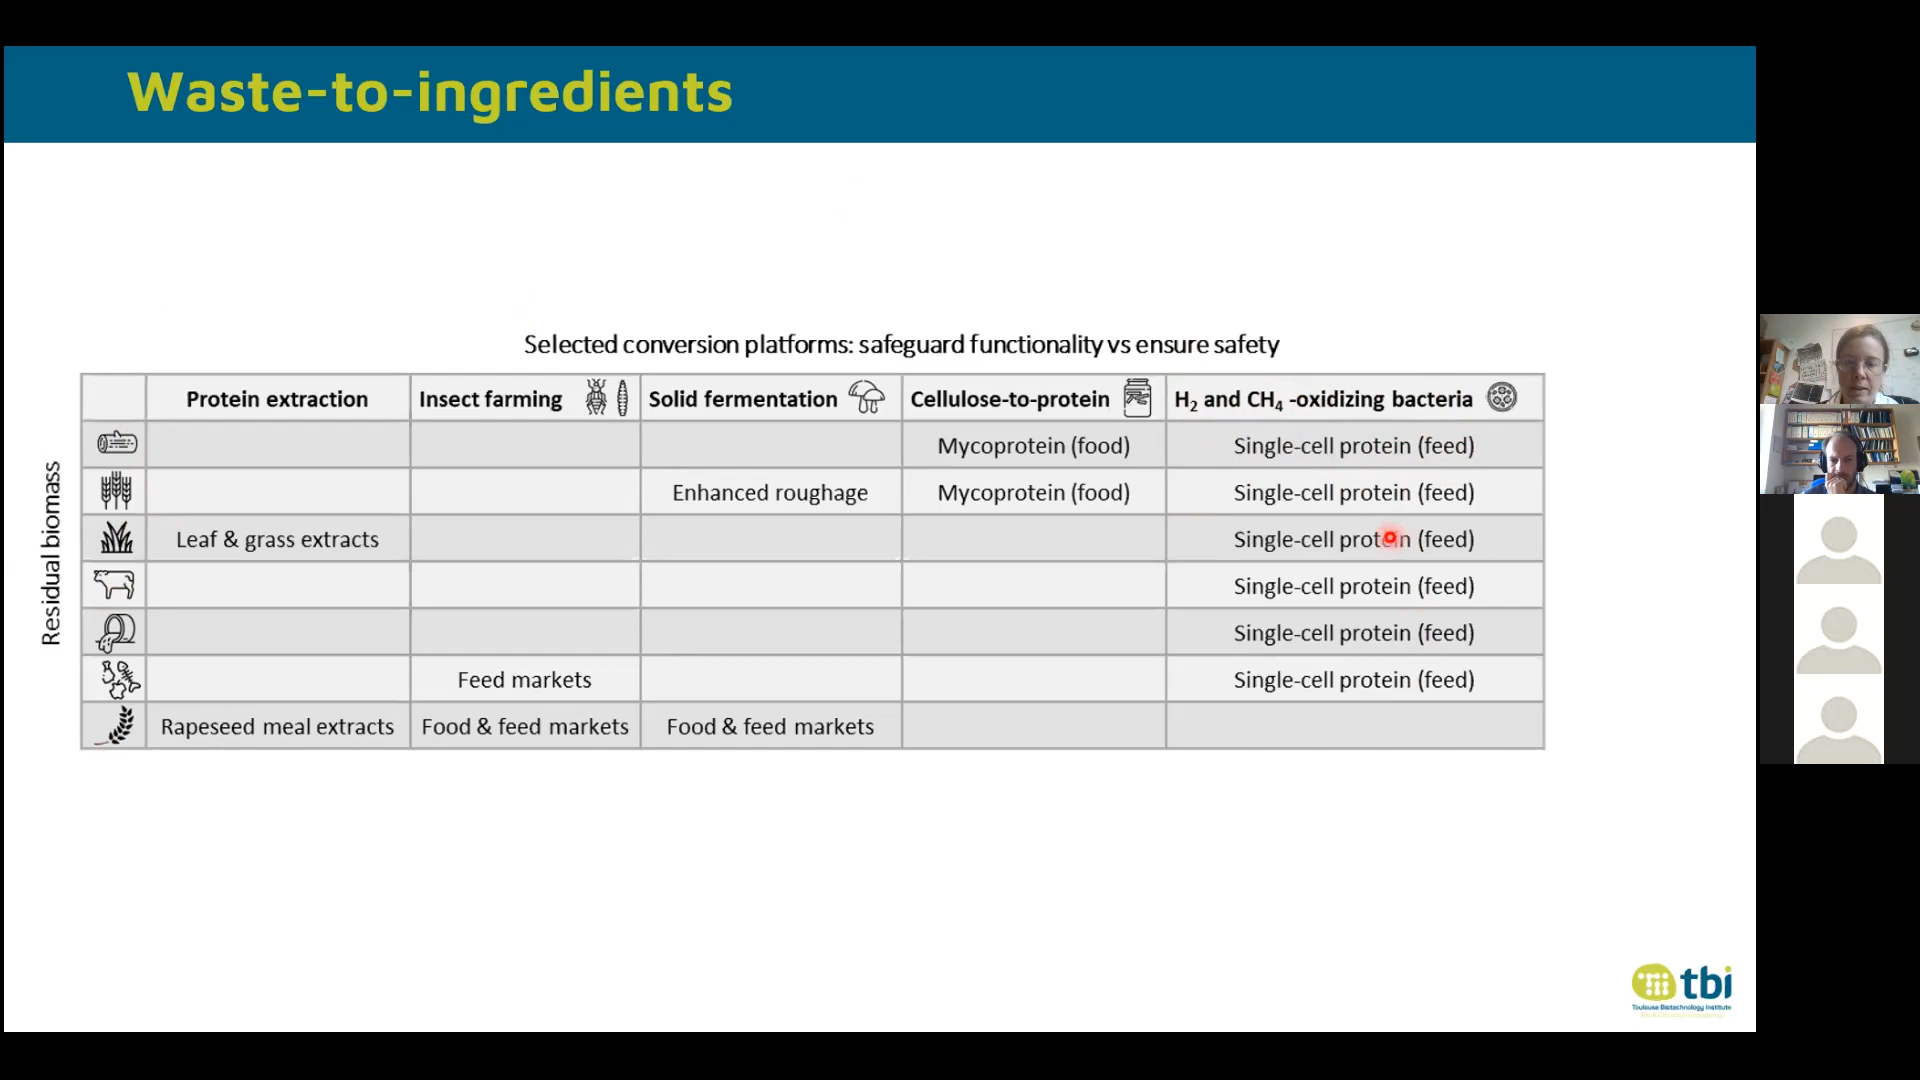 Waste-to-ingredients
Selected conversion platforms: safeguard functionality vs ensure safety
Protein extraction Insect farming Solid fermentation Cellulose-to-protein H₂ and CH₄ -oxidizing bacteria
Residual biomass
Mycoprotein (food) Single-cell protein (feed)
Enhanced roughage Mycoprotein (food) Single-cell protein (feed)
Leaf & grass extracts Single-cell protein (feed)
Single-cell protein (feed)
Single-cell protein (feed)
Feed markets Single-cell protein (feed)
Rapeseed meal extracts Food & feed markets Food & feed markets
tbi
Toulouse Biotechnology Institute